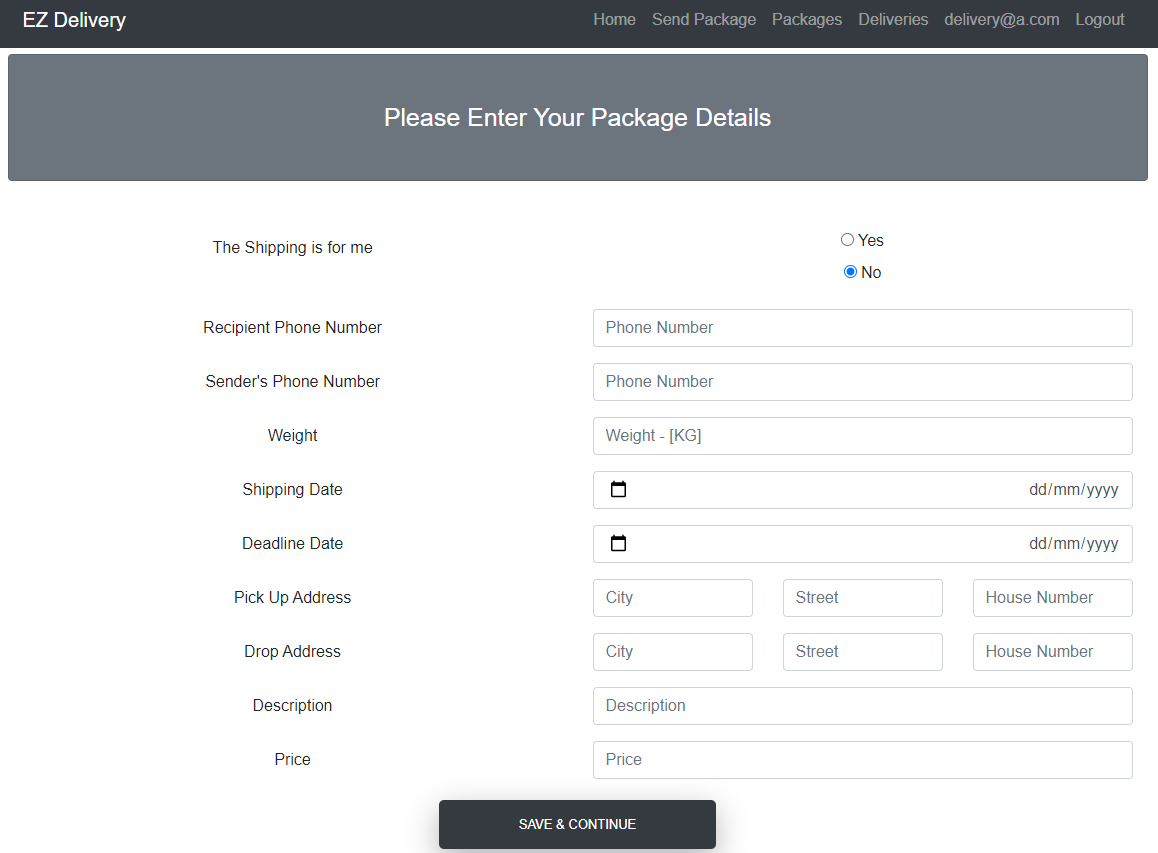 EZ Delivery Home Send Package Packages Deliveries delivery@a.com Logout
Please Enter Your Package Details
The Shipping is for me
Yes
No
Recipient Phone Number Phone Number
Sender's Phone Number Phone Number
Weight Weight - [KG]
Shipping Date dd/mm/yyyy
Deadline Date dd/mm/yyyy
Pick Up Address City Street House Number
Drop Address City Street House Number
Description Description
Price Price
SAVE & CONTINUE